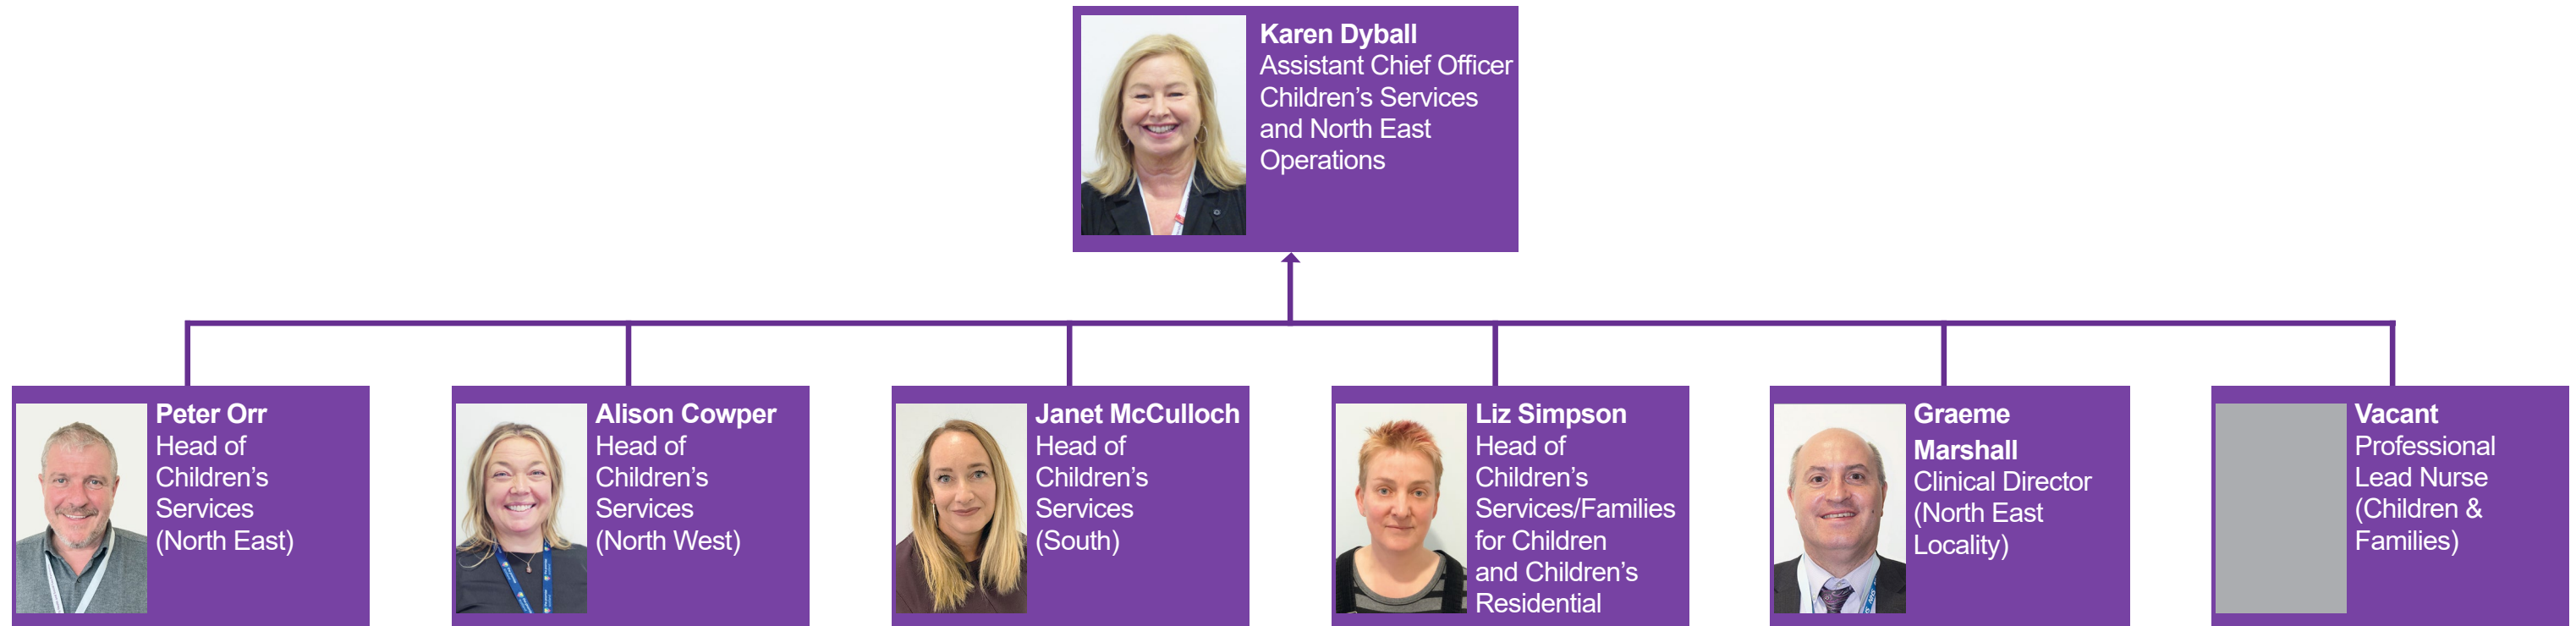 Karen Dyball
Assistant Chief Officer
Children’s Services
and North East
Operations
Peter Orr
Head of
Children’s
Services
(North East)
Alison Cowper
Head of
Children’s
Services
(North West)
Janet McCulloch
Head of
Children’s
Services
(South)
Liz Simpson
Head of
Children’s
Services/Families
for Children
and Children’s
Residential
Graeme
Marshall
Clinical Director
(North East
Locality)
Vacant
Professional
Lead Nurse
(Children &
Families)